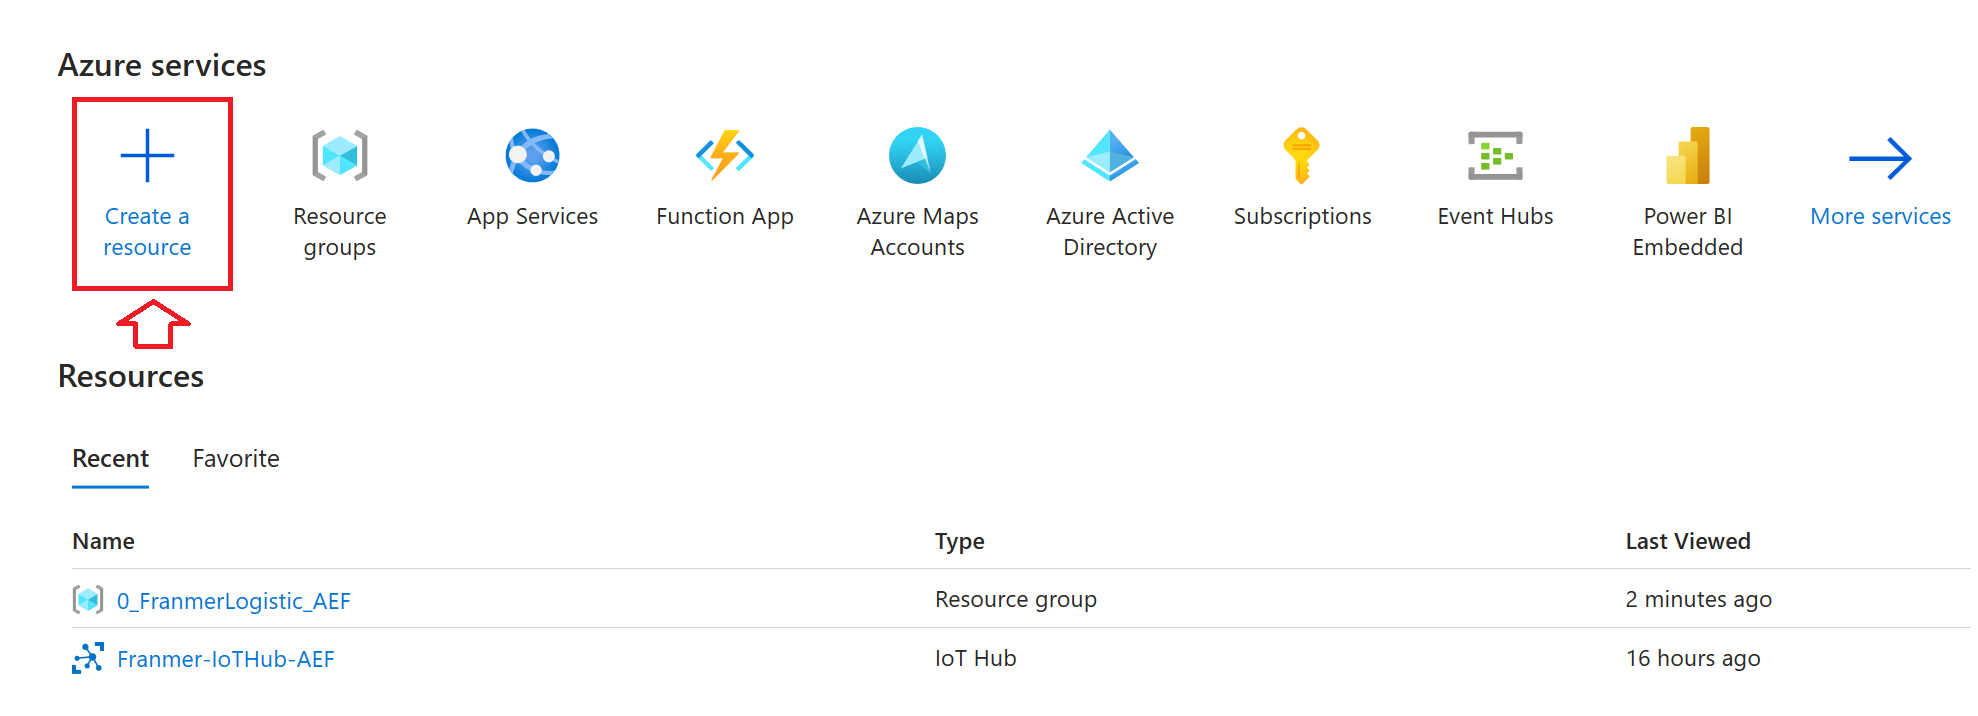 Azure services
Create a resource
Resource groups
App Services
Function App
Azure Maps Accounts
Azure Active Directory
Subscriptions
Event Hubs
Power BI Embedded
More services
Resources
Recent Favorite
Name Type Last Viewed
0_FranmerLogistic_AEF Resource group 2 minutes ago
Franmer-IoTHub-AEF IoT Hub 16 hours ago